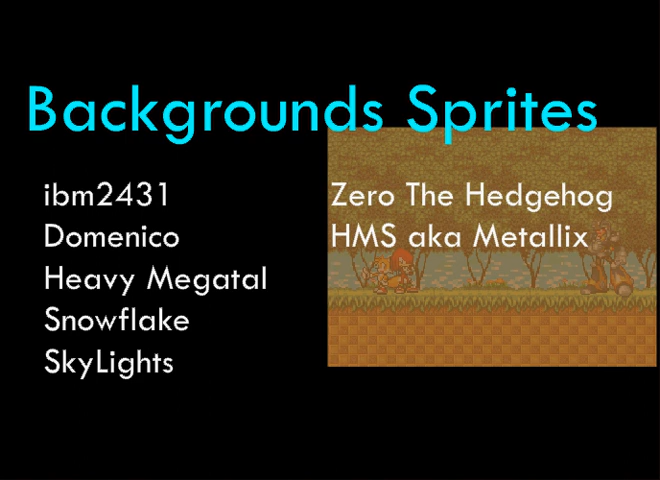 Backgrounds Sprites
ibm2431
Domenico
Heavy Megatal
Snowflake
SkyLights
Zero The Hedgehog
HMS aka Metallix